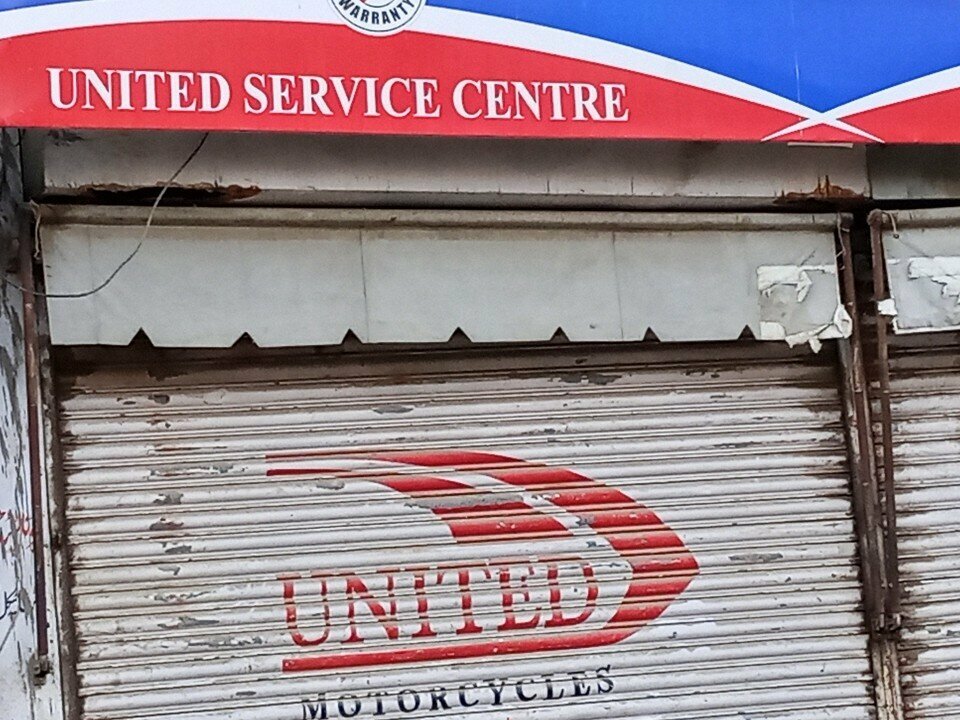 WARRANTY
UNITED SERVICE CENTRE
UNITED
MOTORCYCLES